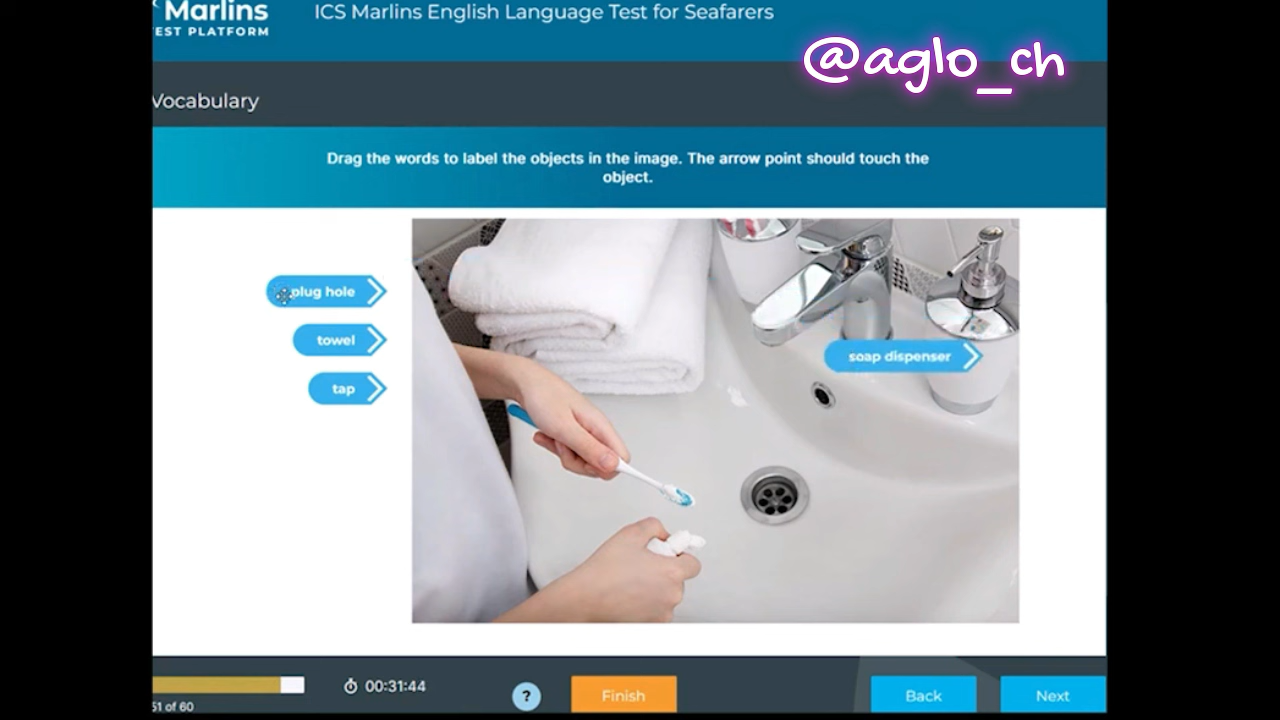 Marlins
EST PLATFORM
ICS Marlins English Language Test for Seafarers
@aglo_ch
Vocabulary
Drag the words to label the objects in the image. The arrow point should touch the
object.
plug hole
towel
tap
soap dispenser
51 of 60
00:31:44
?
Finish
Back
Next